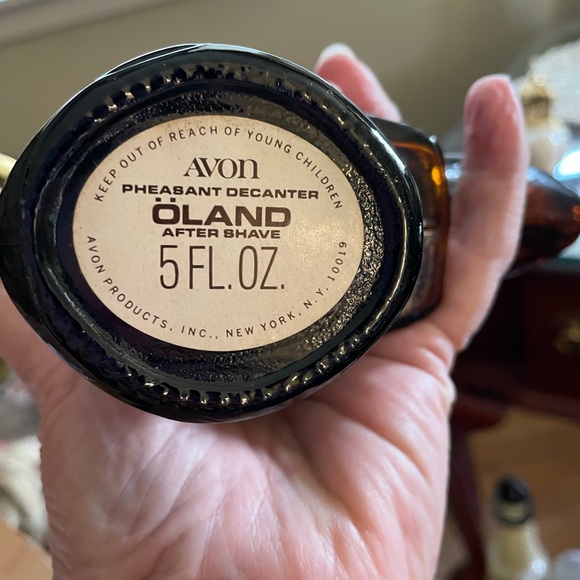 KEEP OUT OF REACH OF YOUNG CHILDREN
AVON
PHEASANT DECANTER
ÖLAND
AFTER SHAVE
5 FL. OZ.
AVON PRODUCTS, INC., NEW YORK, N.Y. 10019